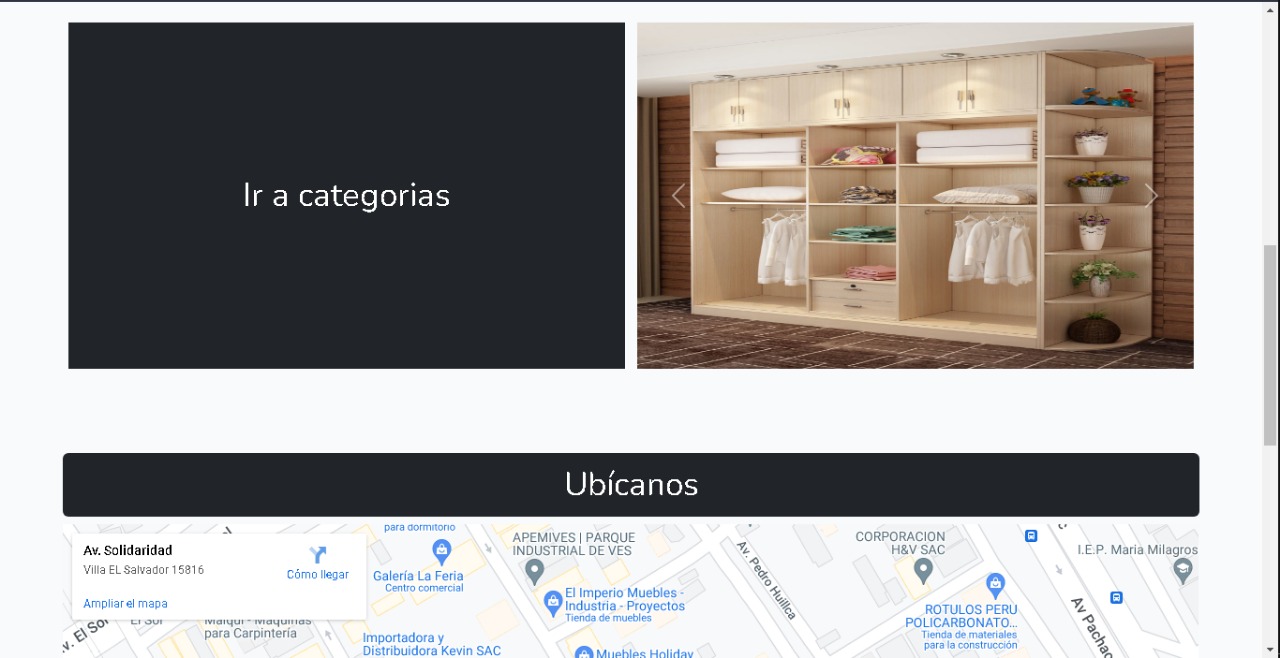 Ir a categorias
Ubícanos
Av. Solidaridad
Villa EL Salvador 15816
Cómo llegar
Ampliar el mapa
para dormitorio
Galería La Feria
Centro comercial
APEMIVES | PARQUE
INDUSTRIAL DE VES
El Imperio Muebles -
Industria - Proyectos
Tienda de muebles
Av. Pedro Huillca
CORPORACION
H&V SAC
I.E.P. Maria Milagros
ROTULOS PERU
POLICARBONATO...
Tienda de materiales
para la construcción
Av. El Sol
El Sol
Maiqui - Maquinas
para Carpintería
Importadora y
Distribuidora Kevin SAC
Muebles Holiday
Av. Pachac